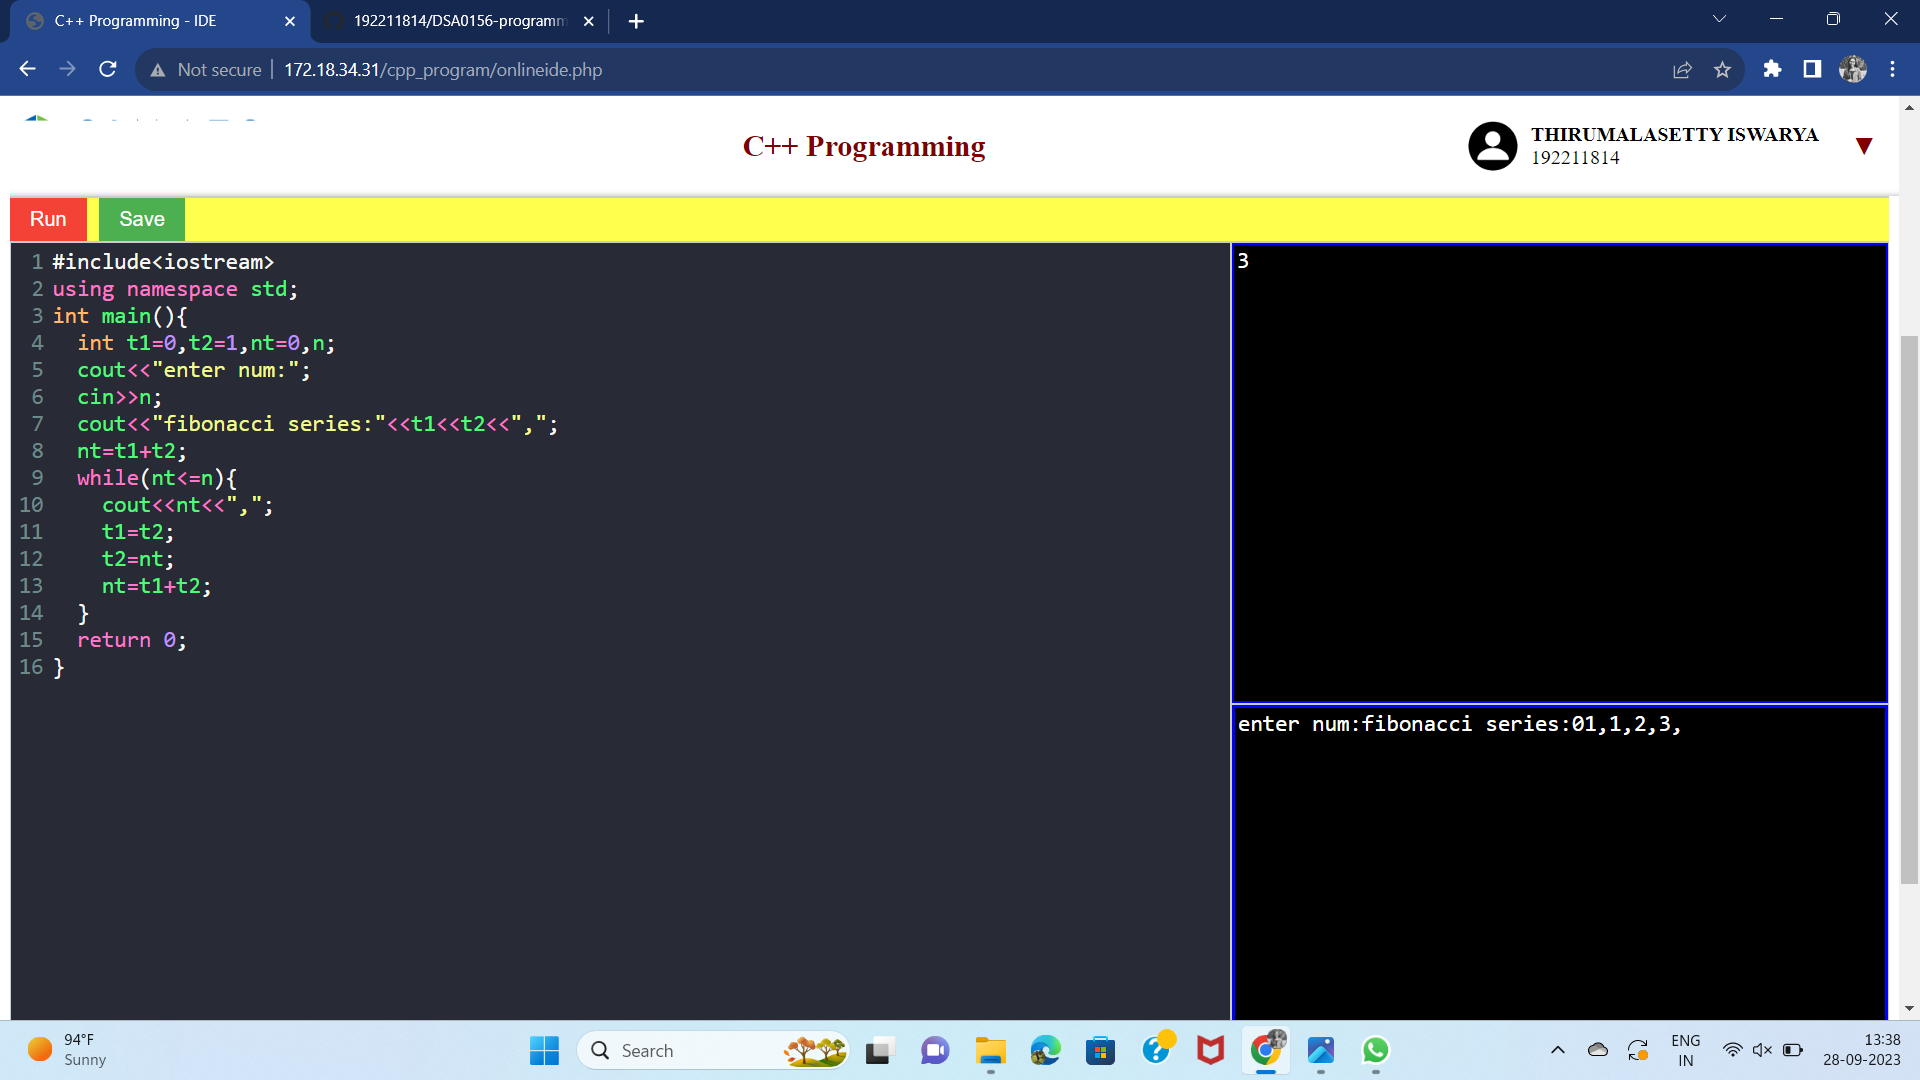 C++ Programming - IDE
192211814/DSA0156-programm
Not secure
172.18.34.31/cpp_program/onlineide.php
C++ Programming
THIRUMALASETTY ISWARYA
192211814
Run
Save
1 #include<iostream>
2 using namespace std;
3 int main(){
4 int t1=0,t2=1,nt=0,n;
5 cout<<"enter num:";
6 cin>>n;
7 cout<<"fibonacci series:"<<t1<<t2<<",";
8 nt=t1+t2;
9 while(nt<=n){
10 cout<<nt<<",";
11 t1=t2;
12 t2=nt;
13 nt=t1+t2;
14 }
15 return 0;
16 }
3
enter num:fibonacci series:01,1,2,3,
94°F
Sunny
Search
ENG
IN
13:38
28-09-2023